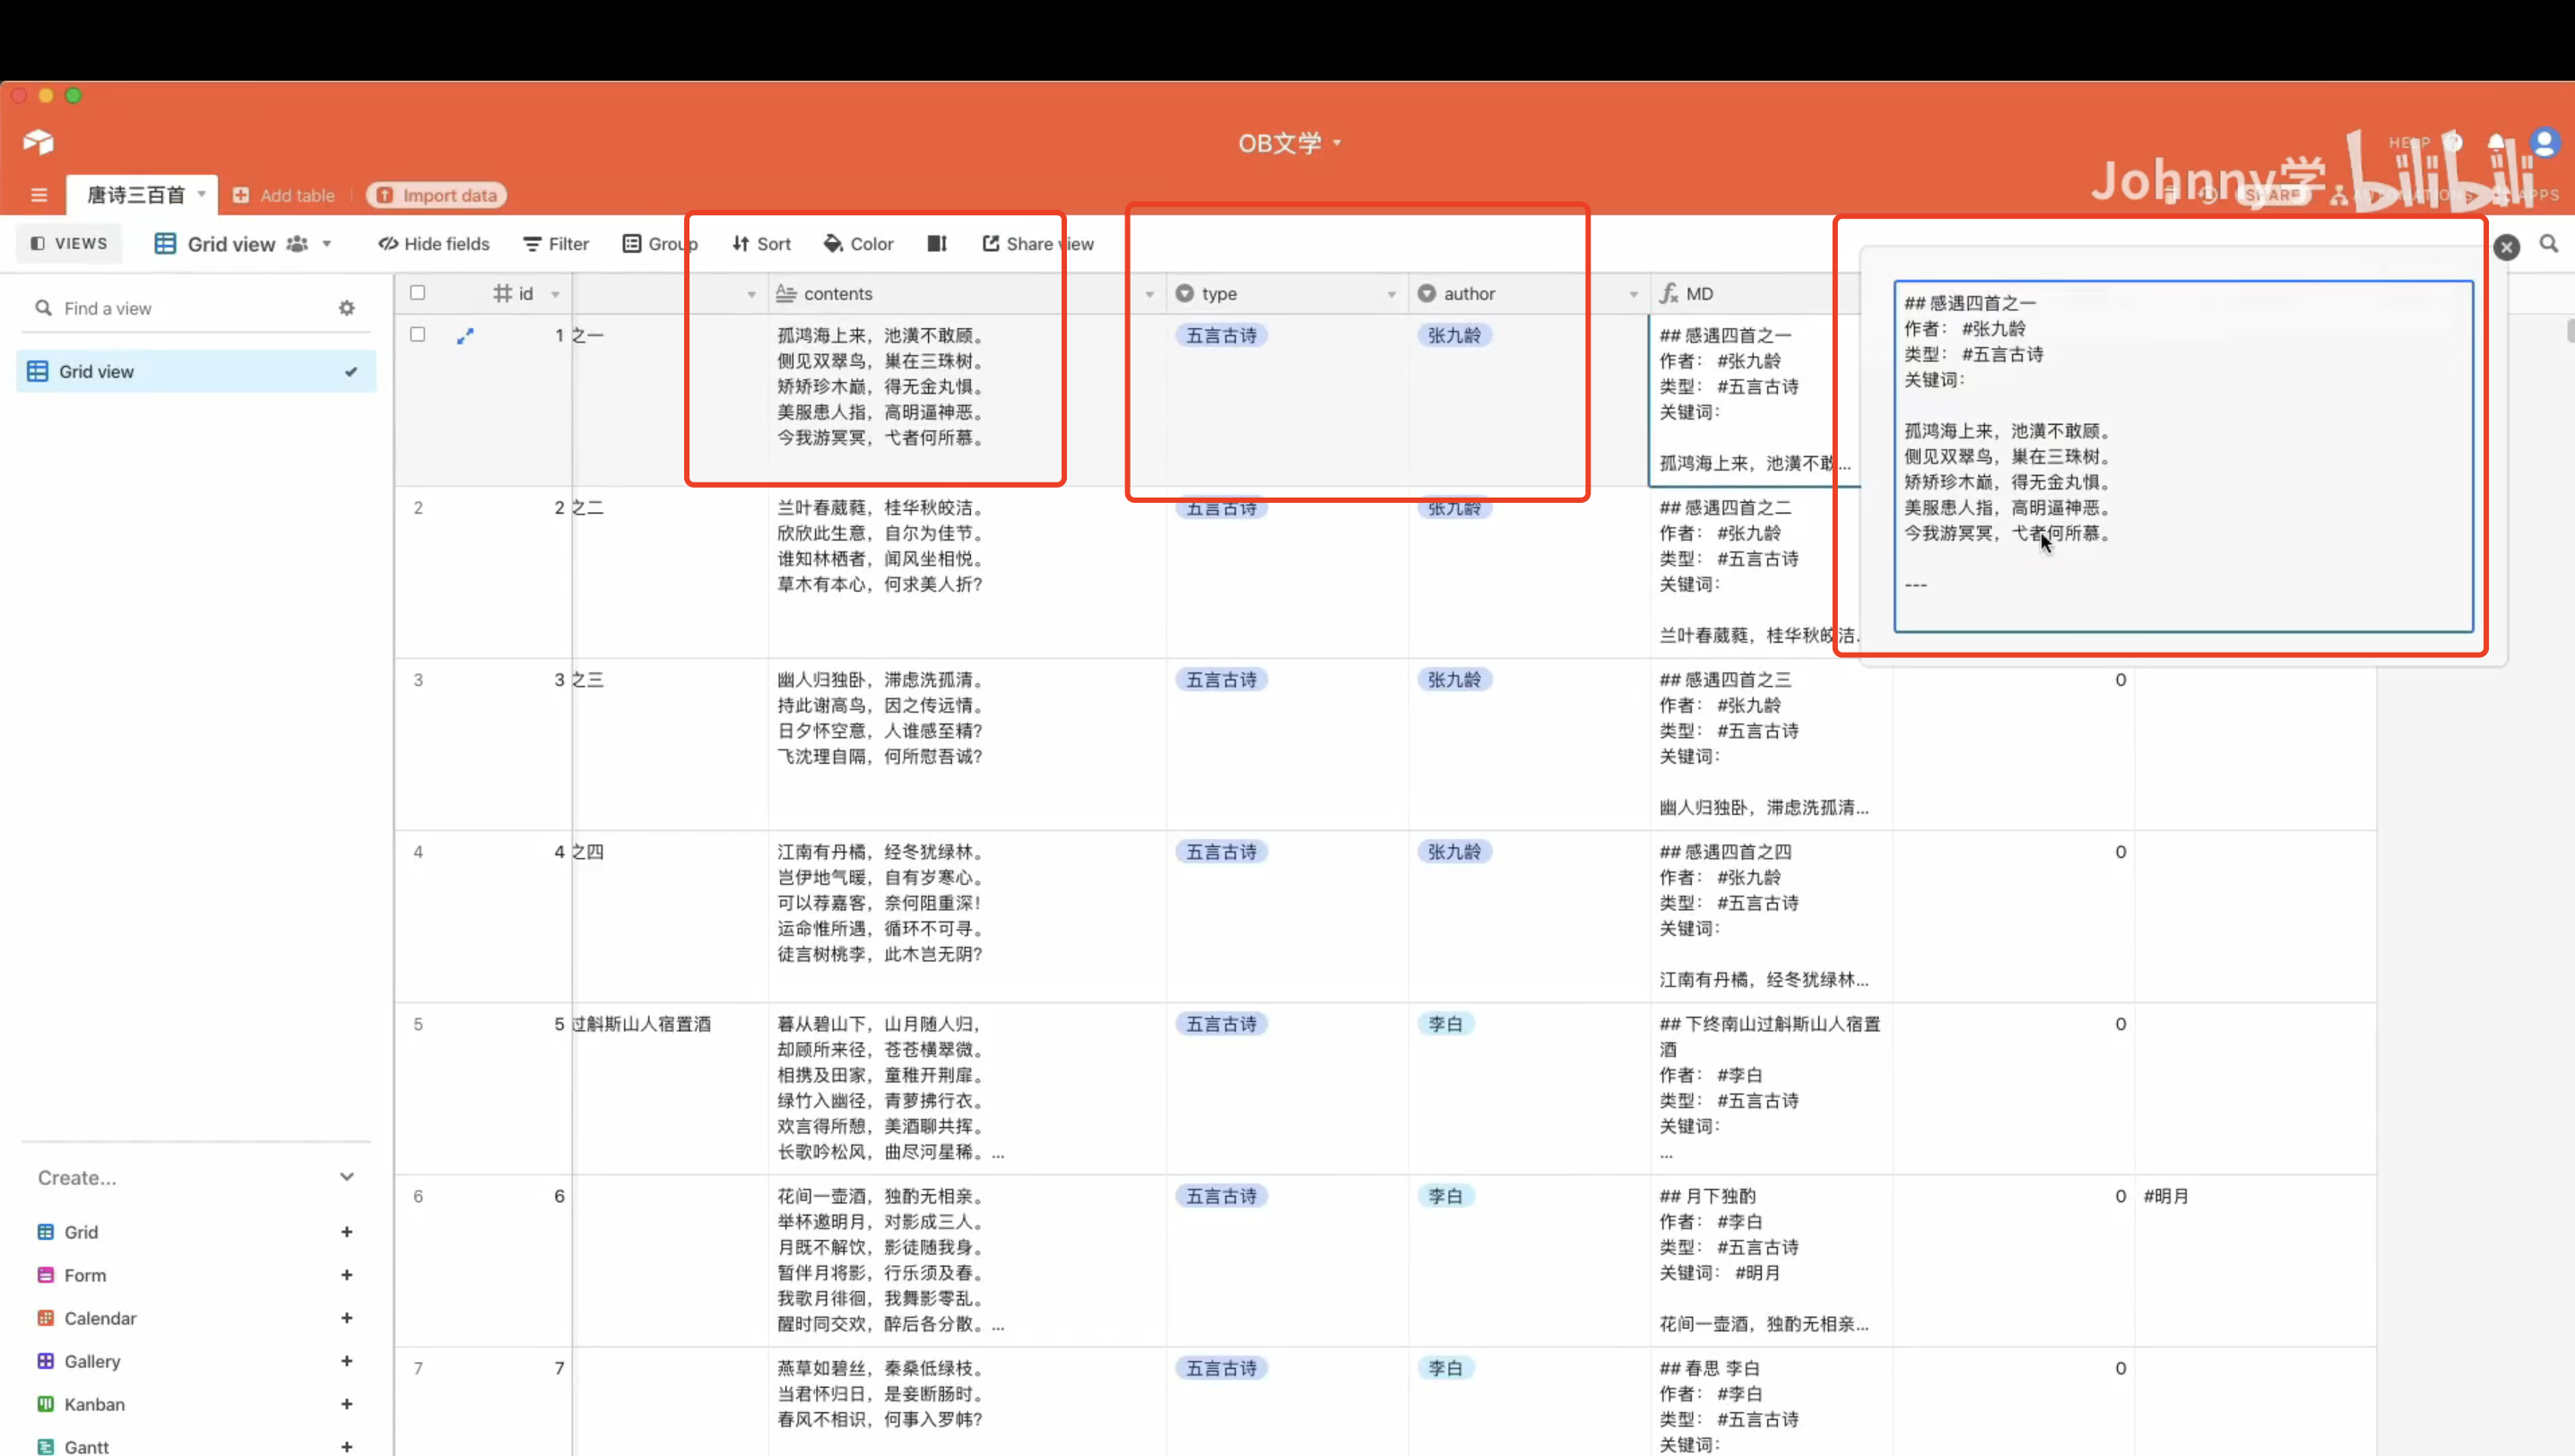 OB文学
HELP
Johnny学
bilibili
唐诗三百首
Add table
Import data
SHARE
AUTOMATIONS
APPS
VIEWS
Grid view
Hide fields
Filter
Group
Sort
Color
Share view
Find a view
Grid view
id
contents
type
author
MD
1
之一
孤鸿海上来，池潢不敢顾。
侧见双翠鸟，巢在三珠树。
矫矫珍木巅，得无金丸惧。
美服患人指，高明逼神恶。
今我游冥冥，弋者何所慕。
五言古诗
张九龄
## 感遇四首之一
作者： #张九龄
类型： #五言古诗
关键词：
孤鸿海上来，池潢不敢...
## 感遇四首之一
作者： #张九龄
类型： #五言古诗
关键词：
孤鸿海上来，池潢不敢顾。
侧见双翠鸟，巢在三珠树。
矫矫珍木巅，得无金丸惧。
美服患人指，高明逼神恶。
今我游冥冥，弋者何所慕。
---
2
2
之二
兰叶春葳蕤，桂华秋皎洁。
欣欣此生意，自尔为佳节。
谁知林栖者，闻风坐相悦。
草木有本心，何求美人折？
五言古诗
张九龄
## 感遇四首之二
作者： #张九龄
类型： #五言古诗
关键词：
兰叶春葳蕤，桂华秋皎洁.
3
3
之三
幽人归独卧，滞虑洗孤清。
持此谢高鸟，因之传远情。
日夕怀空意，人谁感至精？
飞沈理自隔，何所慰吾诚？
五言古诗
张九龄
## 感遇四首之三
作者： #张九龄
类型： #五言古诗
关键词：
幽人归独卧，滞虑洗孤清...
0
4
4
之四
江南有丹橘，经冬犹绿林。
岂伊地气暖，自有岁寒心。
可以荐嘉客，奈何阻重深！
运命惟所遇，循环不可寻。
徒言树桃李，此木岂无阴？
五言古诗
张九龄
## 感遇四首之四
作者： #张九龄
类型： #五言古诗
关键词：
江南有丹橘，经冬犹绿林...
0
5
5
过斛斯山人宿置酒
暮从碧山下，山月随人归，
却顾所来径，苍苍横翠微。
相携及田家，童稚开荆扉。
绿竹入幽径，青萝拂行衣。
欢言得所憩，美酒聊共挥。
长歌吟松风，曲尽河星稀。...
五言古诗
李白
## 下终南山过斛斯山人宿置
酒
作者： #李白
类型： #五言古诗
关键词：
...
0
6
6
花间一壶酒，独酌无相亲。
举杯邀明月，对影成三人。
月既不解饮，影徒随我身。
暂伴月将影，行乐须及春。
我歌月徘徊，我舞影零乱。
醒时同交欢，醉后各分散。...
五言古诗
李白
## 月下独酌
作者： #李白
类型： #五言古诗
关键词： #明月
花间一壶酒，独酌无相亲...
0
#明月
7
7
燕草如碧丝，秦桑低绿枝。
当君怀归日，是妾断肠时。
春风不相识，何事入罗帏？
五言古诗
李白
## 春思 李白
作者： #李白
类型： #五言古诗
关键词：
0
Create...
Grid
Form
Calendar
Gallery
Kanban
Gantt